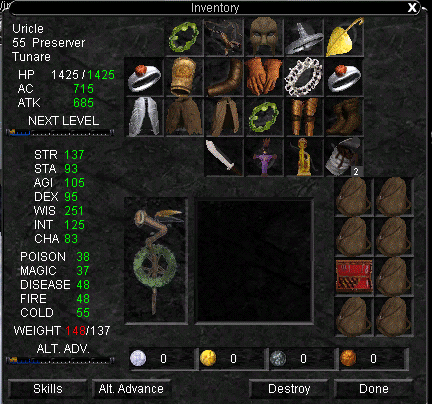 Inventory
X
Uricle
55 Preserver
Tunare
HP 1425/1425
AC 715
ATK 685
NEXT LEVEL
STR 137
STA 93
AGI 105
DEX 95
WIS 251
INT 125
CHA 83
POISON 38
MAGIC 37
DISEASE 48
FIRE 48
COLD 55
WEIGHT 148/137
ALT. ADV.
2
0 0 0 0
Skills Alt. Advance Destroy Done